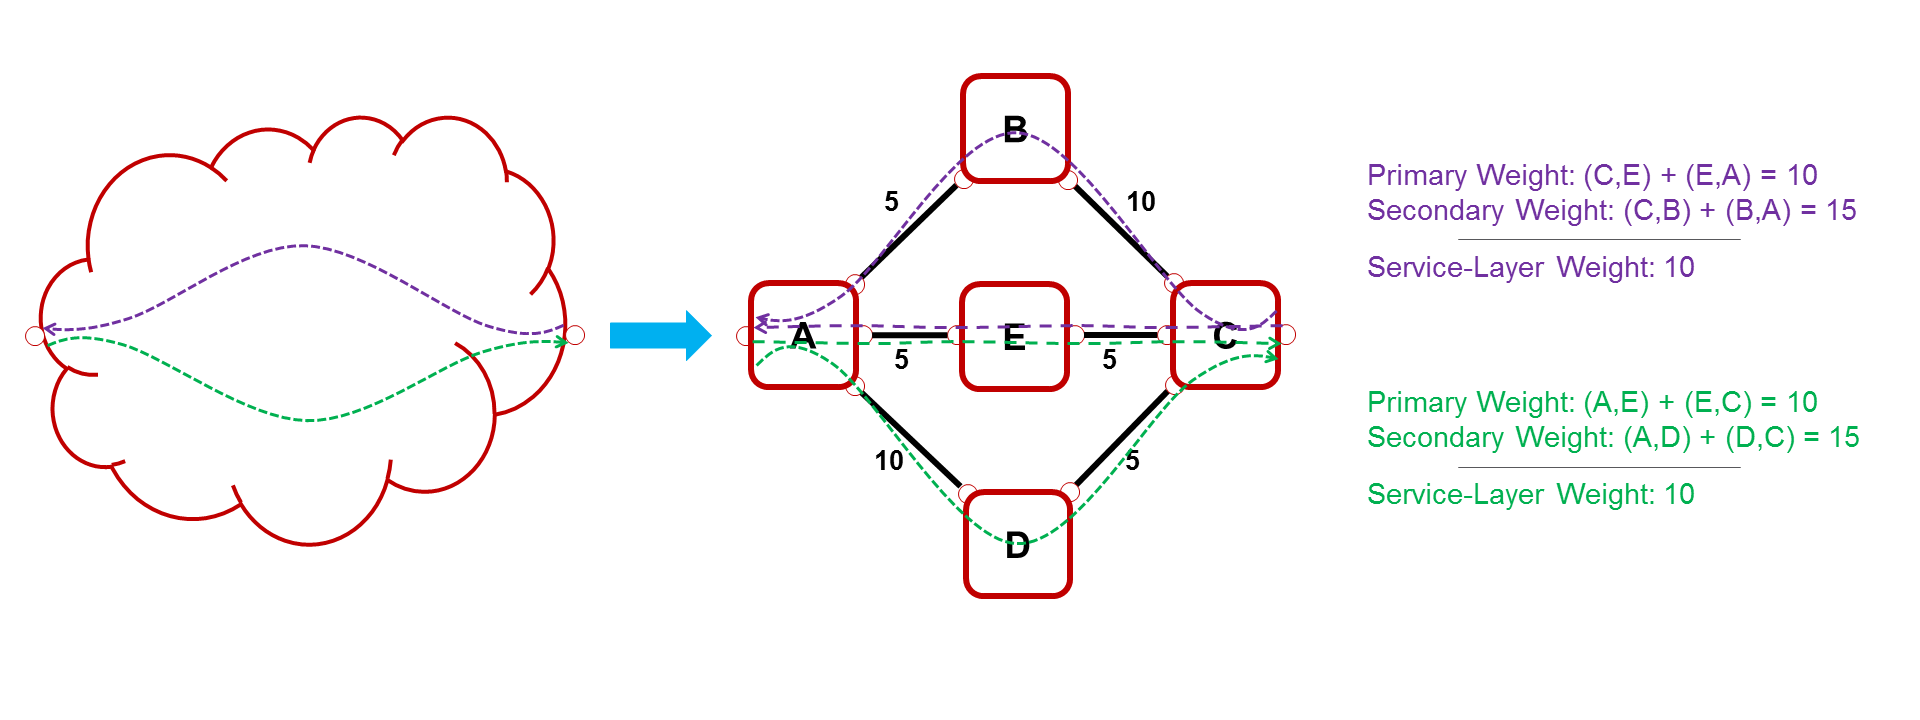 B
5
10
A
E
C
5
5
10
5
D
Primary Weight: (C,E) + (E,A) = 10
Secondary Weight: (C,B) + (B,A) = 15
Service-Layer Weight: 10
Primary Weight: (A,E) + (E,C) = 10
Secondary Weight: (A,D) + (D,C) = 15
Service-Layer Weight: 10